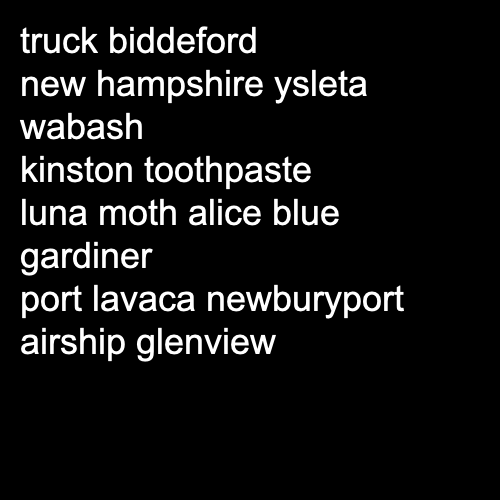 truck biddeford
new hampshire ysleta
wabash
kinston toothpaste
luna moth alice blue
gardiner
port lavaca newburyport
airship glenview